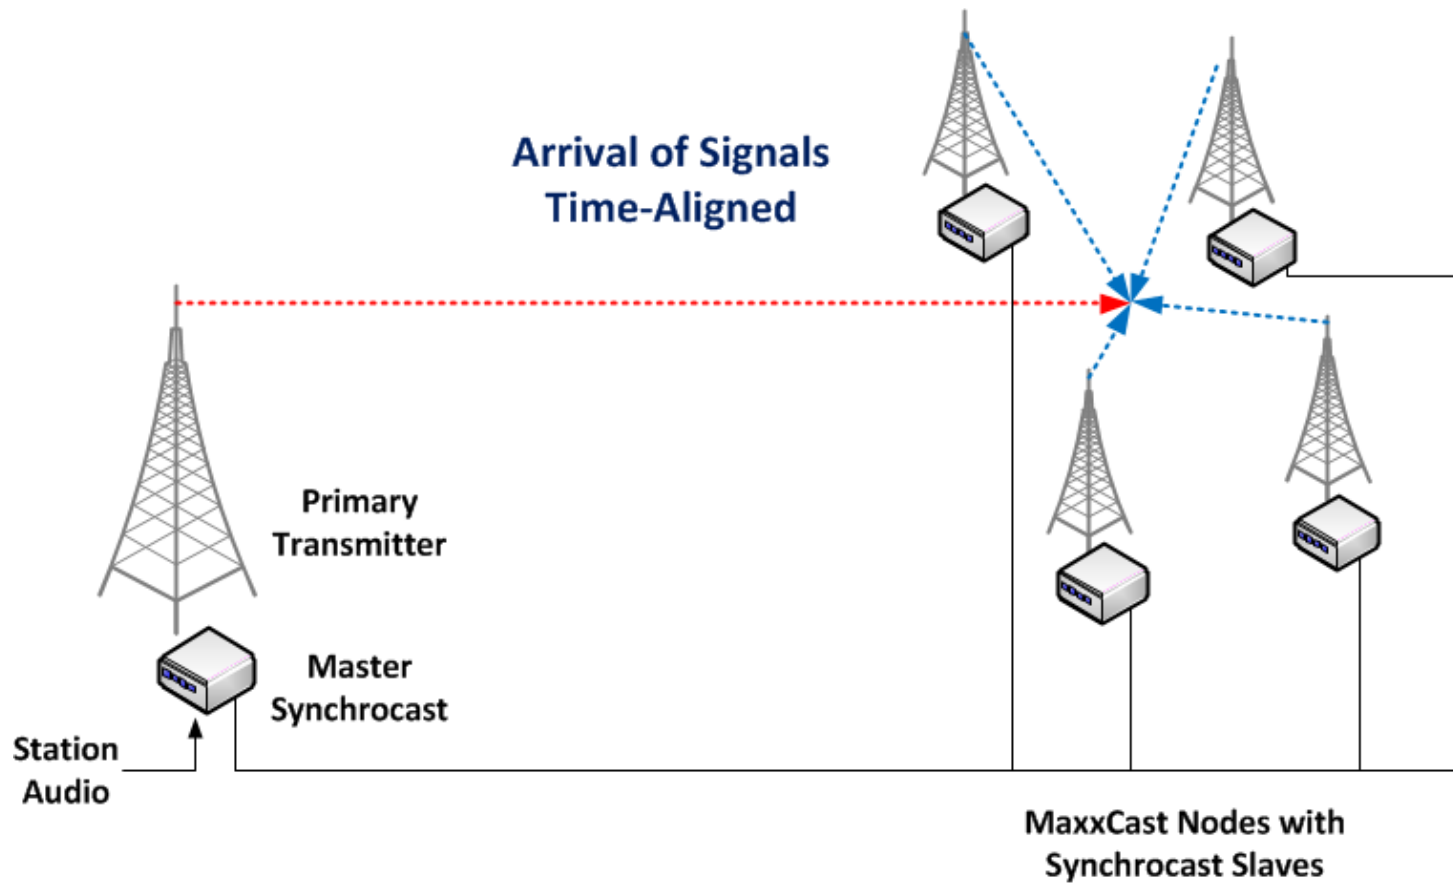 Arrival of Signals
Time-Aligned
Primary
Transmitter
Master
Synchrocast
Station
Audio
MaxxCast Nodes with
Synchrocast Slaves